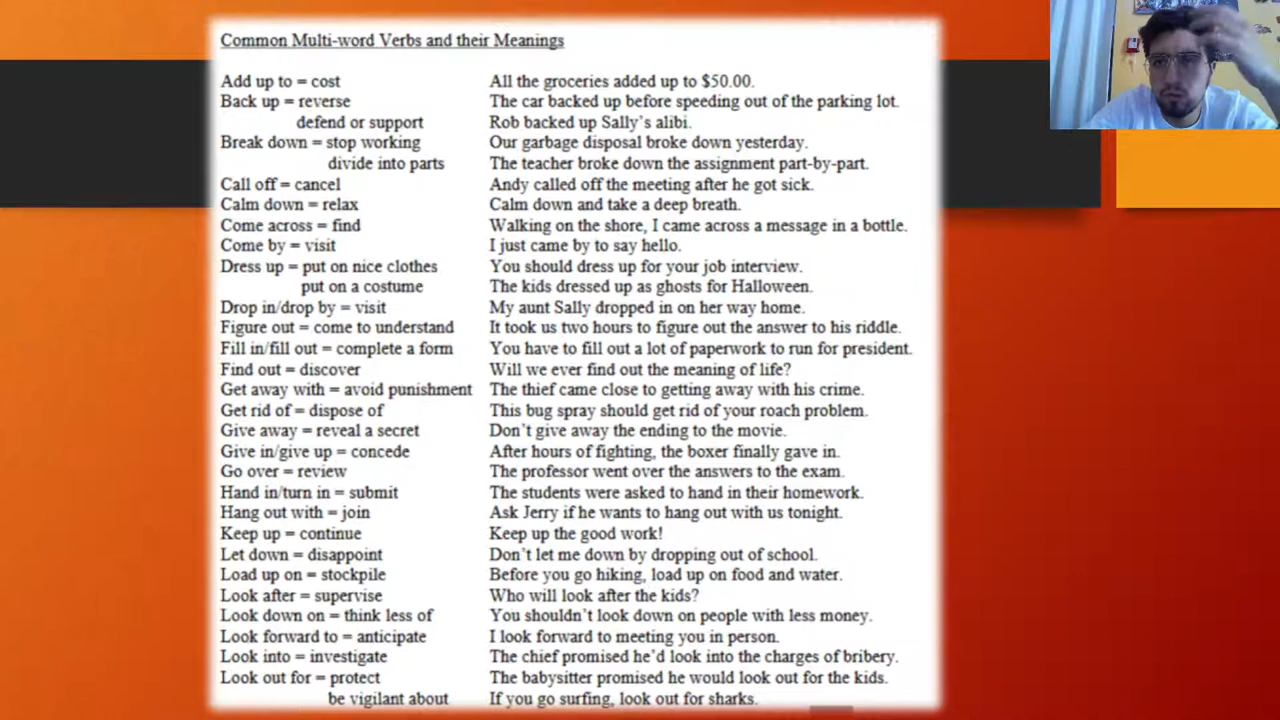 Common Multi-word Verbs and their Meanings
Add up to = cost All the groceries added up to $50.00.
Back up = reverse The car backed up before speeding out of the parking lot.
defend or support Rob backed up Sally's alibi.
Break down = stop working Our garbage disposal broke down yesterday.
divide into parts The teacher broke down the assignment part-by-part.
Call off = cancel Andy called off the meeting after he got sick.
Calm down = relax Calm down and take a deep breath.
Come across = find Walking on the shore, I came across a message in a bottle.
Come by = visit I just came by to say hello.
Dress up = put on nice clothes You should dress up for your job interview.
put on a costume The kids dressed up as ghosts for Halloween.
Drop in/drop by = visit My aunt Sally dropped in on her way home.
Figure out = come to understand It took us two hours to figure out the answer to his riddle.
Fill in/fill out = complete a form You have to fill out a lot of paperwork to run for president.
Find out = discover Will we ever find out the meaning of life?
Get away with = avoid punishment The thief came close to getting away with his crime.
Get rid of = dispose of This bug spray should get rid of your roach problem.
Give away = reveal a secret Don't give away the ending to the movie.
Give in/give up = concede After hours of fighting, the boxer finally gave in.
Go over = review The professor went over the answers to the exam.
Hand in/turn in = submit The students were asked to hand in their homework.
Hang out with = join Ask Jerry if he wants to hang out with us tonight.
Keep up = continue Keep up the good work!
Let down = disappoint Don't let me down by dropping out of school.
Load up on = stockpile Before you go hiking, load up on food and water.
Look after = supervise Who will look after the kids?
Look down on = think less of You shouldn't look down on people with less money.
Look forward to = anticipate I look forward to meeting you in person.
Look into = investigate The chief promised he'd look into the charges of bribery.
Look out for = protect The babysitter promised he would look out for the kids.
be vigilant about If you go surfing, look out for sharks.